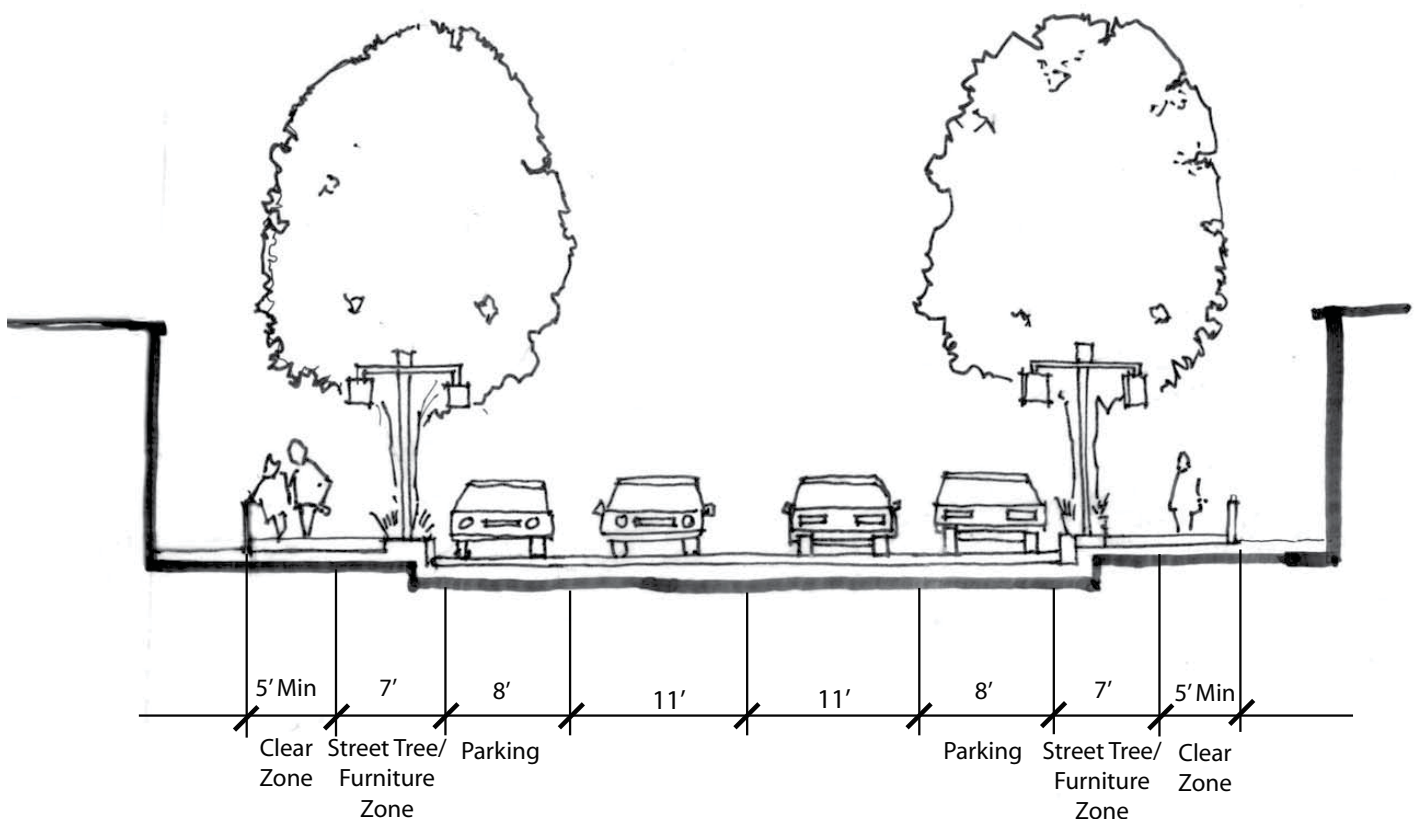 5' Min 7' 8' 11' 11' 8' 7' 5' Min
Clear Street Tree/ Parking Parking Street Tree/ Clear
Zone Furniture Furniture Zone
Zone Zone